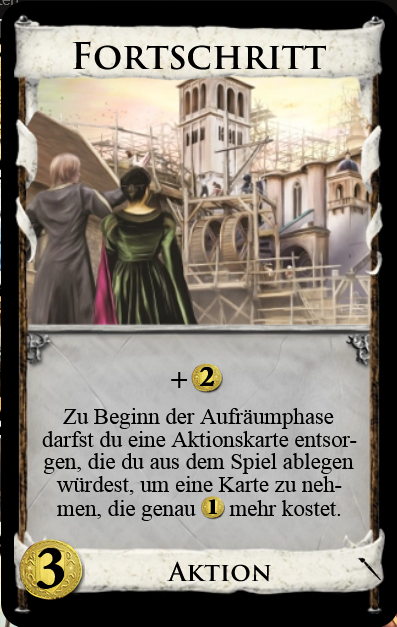 FORTSCHRITT
+2
Zu Beginn der Aufräumphase
darfst du eine Aktionskarte entsor-
gen, die du aus dem Spiel ablegen
würdest, um eine Karte zu neh-
men, die genau 1 mehr kostet.
3
AKTION